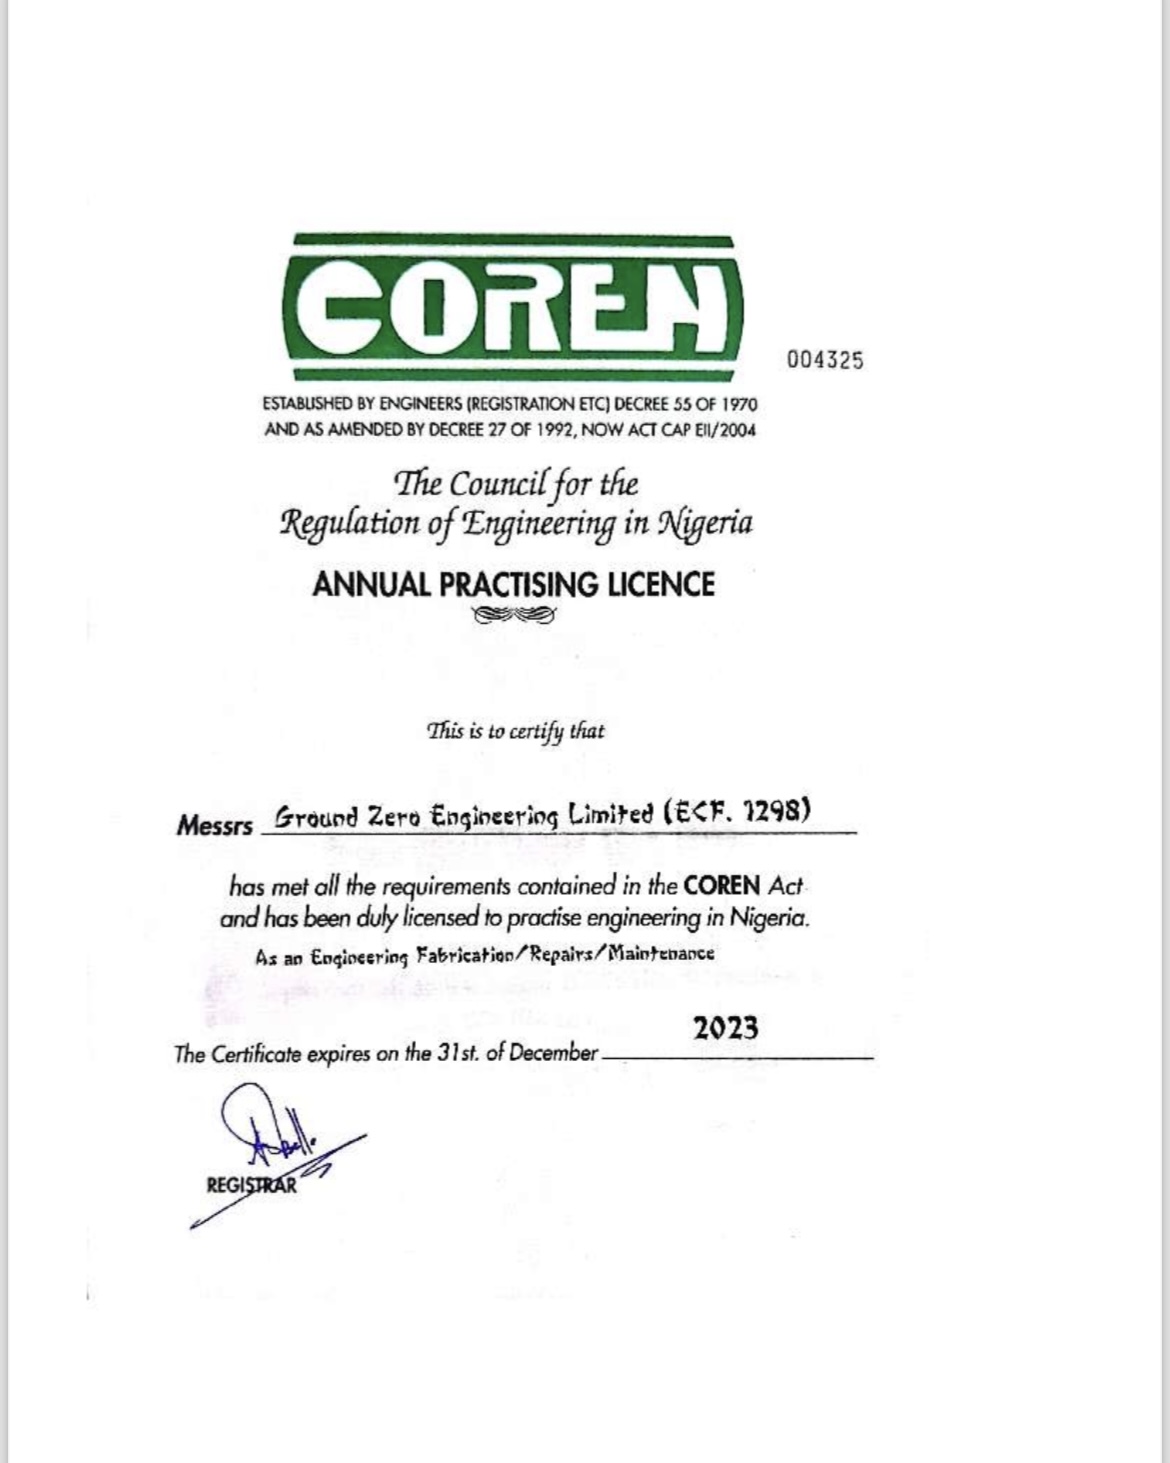 COREN
004325
ESTABLISHED BY ENGINEERS (REGISTRATION ETC) DECREE 55 OF 1970
AND AS AMENDED BY DECREE 27 OF 1992, NOW ACT CAP EII/2004
The Council for the
Regulation of Engineering in Nigeria
ANNUAL PRACTISING LICENCE
This is to certify that
Messrs Ground Zero Engineering Limited (ECF. 1298)
has met all the requirements contained in the COREN Act
and has been duly licensed to practise engineering in Nigeria.
As an Engineering Fabrication/Repairs/Maintenance
2023
The Certificate expires on the 31st. of December
REGISTRAR